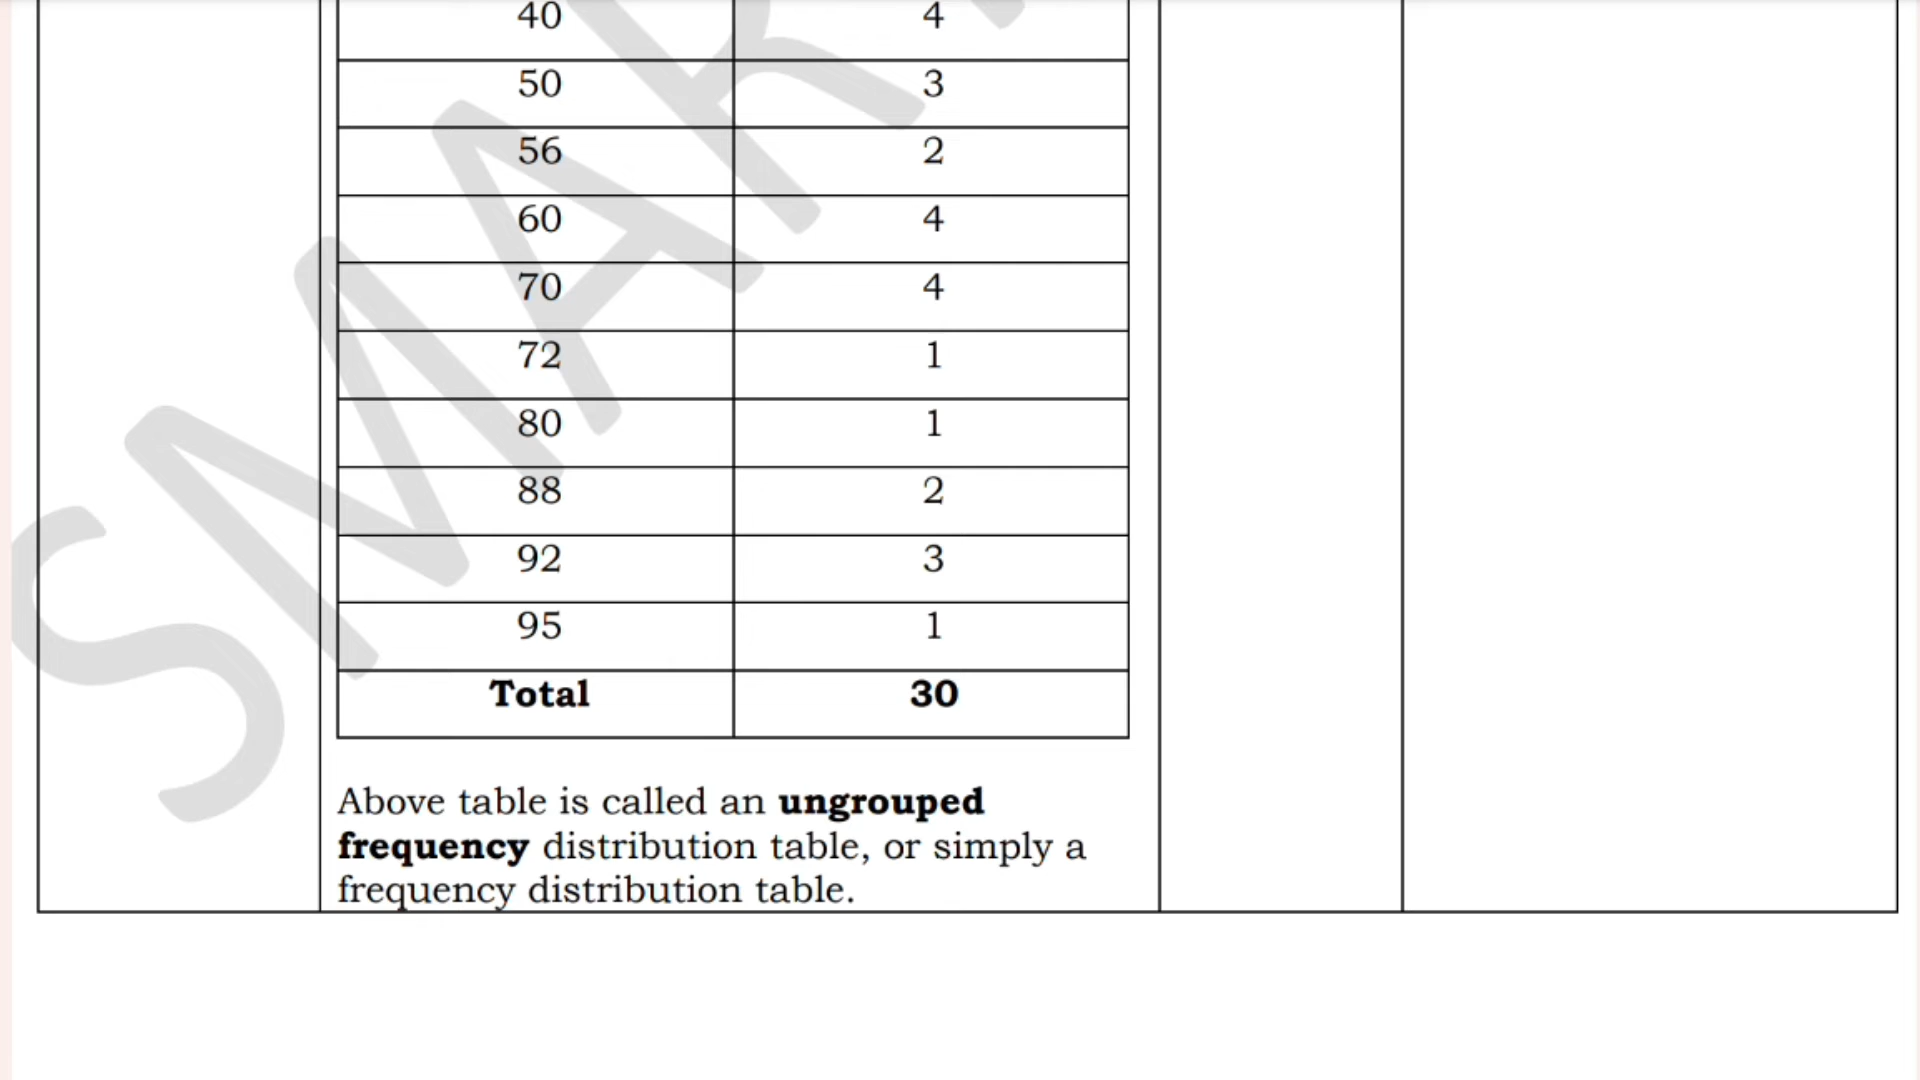 40 4
50 3
56 2
60 4
70 4
72 1
80 1
88 2
92 3
95 1
Total 30
Above table is called an ungrouped
frequency distribution table, or simply a
frequency distribution table.